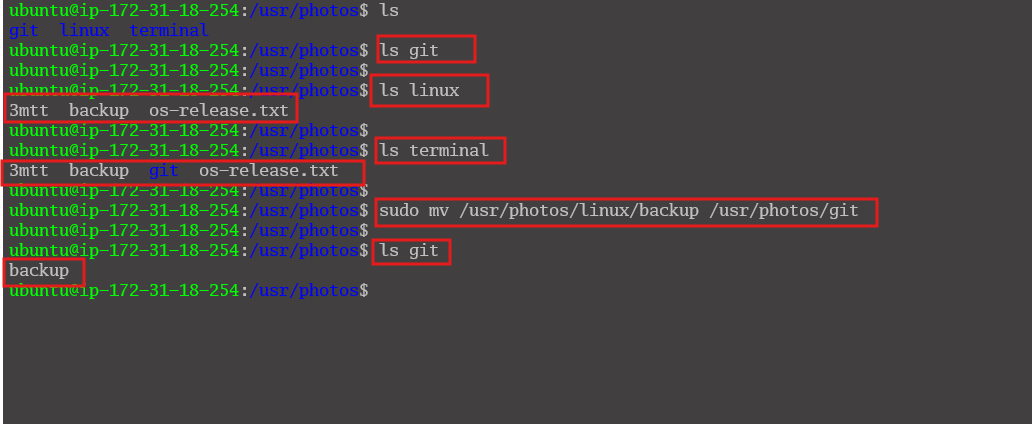 ubuntu@ip-172-31-18-254:/usr/photos$ ls
git  linux  terminal
ubuntu@ip-172-31-18-254:/usr/photos$ ls git
ubuntu@ip-172-31-18-254:/usr/photos$
ubuntu@ip-172-31-18-254:/usr/photos$ ls linux
3mtt  backup  os-release.txt
ubuntu@ip-172-31-18-254:/usr/photos$
ubuntu@ip-172-31-18-254:/usr/photos$ ls terminal
3mtt  backup  git  os-release.txt
ubuntu@ip-172-31-18-254:/usr/photos$
ubuntu@ip-172-31-18-254:/usr/photos$ sudo mv /usr/photos/linux/backup /usr/photos/git
ubuntu@ip-172-31-18-254:/usr/photos$
ubuntu@ip-172-31-18-254:/usr/photos$ ls git
backup
ubuntu@ip-172-31-18-254:/usr/photos$